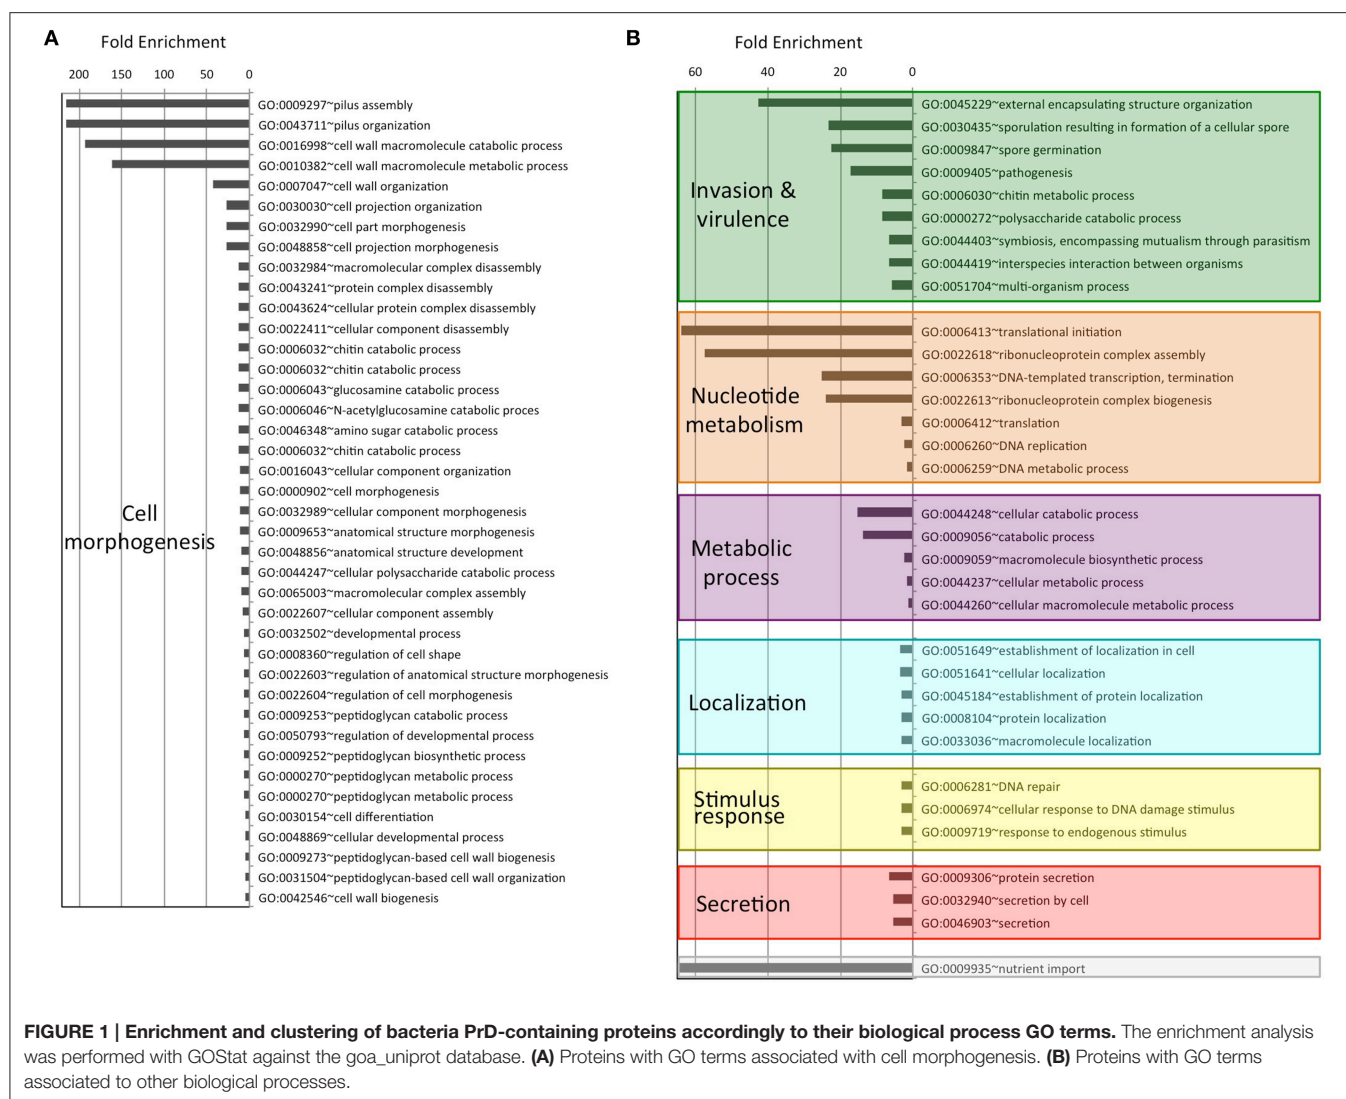 A
Fold Enrichment
200 150 100 50 0
GO:0009297~pilus assembly
GO:0043711~pilus organization
GO:0016998~cell wall macromolecule catabolic process
GO:0010382~cell wall macromolecule metabolic process
GO:0007047~cell wall organization
GO:0030030~cell projection organization
GO:0032990~cell part morphogenesis
GO:0048858~cell projection morphogenesis
GO:0032984~macromolecular complex disassembly
GO:0043241~protein complex disassembly
GO:0043624~cellular protein complex disassembly
GO:0022411~cellular component disassembly
GO:0006032~chitin catabolic process
GO:0006032~chitin catabolic process
GO:0006043~glucosamine catabolic process
GO:0006046~N-acetylglucosamine catabolic proces
GO:0046348~amino sugar catabolic process
GO:0006032~chitin catabolic process
GO:0016043~cellular component organization
GO:0000902~cell morphogenesis
GO:0032989~cellular component morphogenesis
GO:0009653~anatomical structure morphogenesis
GO:0048856~anatomical structure development
GO:0044247~cellular polysaccharide catabolic process
GO:0065003~macromolecular complex assembly
GO:0022607~cellular component assembly
GO:0032502~developmental process
GO:0008360~regulation of cell shape
GO:0022603~regulation of anatomical structure morphogenesis
GO:0022604~regulation of cell morphogenesis
GO:0009253~peptidoglycan catabolic process
GO:0050793~regulation of developmental process
GO:0009252~peptidoglycan biosynthetic process
GO:0000270~peptidoglycan metabolic process
GO:0000270~peptidoglycan metabolic process
GO:0030154~cell differentiation
GO:0048869~cellular developmental process
GO:0009273~peptidoglycan-based cell wall biogenesis
GO:0031504~peptidoglycan-based cell wall organization
GO:0042546~cell wall biogenesis
Cell
morphogenesis
B
Fold Enrichment
60 40 20 0
Invasion &
virulence
GO:0045229~external encapsulating structure organization
GO:0030435~sporulation resulting in formation of a cellular spore
GO:0009847~spore germination
GO:0009405~pathogenesis
GO:0006030~chitin metabolic process
GO:0000272~polysaccharide catabolic process
GO:0044403~symbiosis, encompassing mutualism through parasitism
GO:0044419~interspecies interaction between organisms
GO:0051704~multi-organism process
Nucleotide
metabolism
GO:0006413~translational initiation
GO:0022618~ribonucleoprotein complex assembly
GO:0006353~DNA-templated transcription, termination
GO:0022613~ribonucleoprotein complex biogenesis
GO:0006412~translation
GO:0006260~DNA replication
GO:0006259~DNA metabolic process
Metabolic
process
GO:0044248~cellular catabolic process
GO:0009056~catabolic process
GO:0009059~macromolecule biosynthetic process
GO:0044237~cellular metabolic process
GO:0044260~cellular macromolecule metabolic process
Localization
GO:0051649~establishment of localization in cell
GO:0051641~cellular localization
GO:0045184~establishment of protein localization
GO:0008104~protein localization
GO:0033036~macromolecule localization
Stimulus
response
GO:0006281~DNA repair
GO:0006974~cellular response to DNA damage stimulus
GO:0009719~response to endogenous stimulus
Secretion
GO:0009306~protein secretion
GO:0032940~secretion by cell
GO:0046903~secretion
GO:0009935~nutrient import
FIGURE 1 | Enrichment and clustering of bacteria PrD-containing proteins accordingly to their biological process GO terms. The enrichment analysis
was performed with GOStat against the goa_uniprot database. (A) Proteins with GO terms associated with cell morphogenesis. (B) Proteins with GO terms
associated to other biological processes.